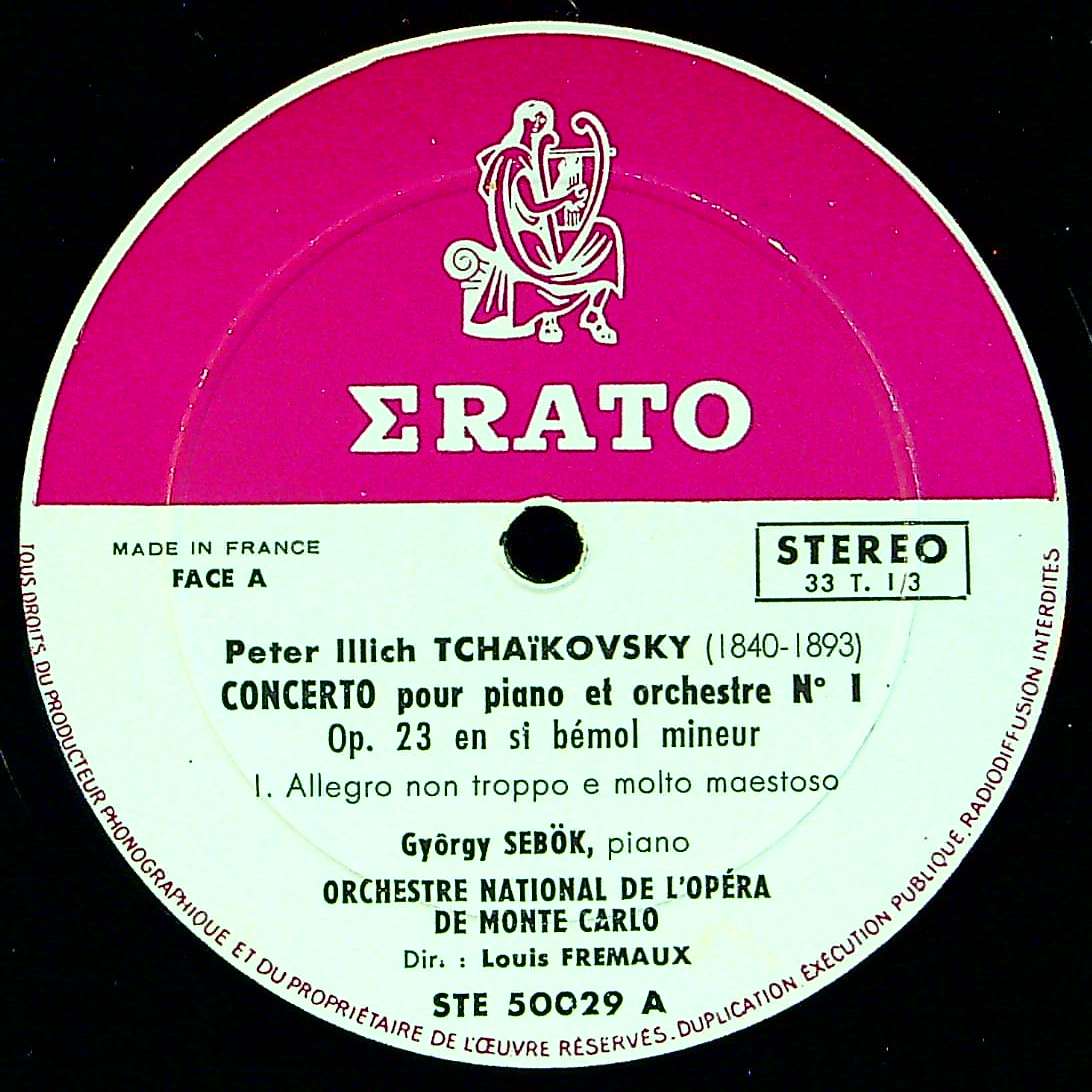 ΣRATO
MADE IN FRANCE
FACE A
STEREO
33 T. 1/3
Peter Illich TCHAÏKOVSKY (1840-1893)
CONCERTO pour piano et orchestre N° 1
Op. 23 en si bémol mineur
I. Allegro non troppo e molto maestoso
Gyôrgy SEBÖK, piano
ORCHESTRE NATIONAL DE L'OPÉRA
DE MONTE CARLO
Dir. : Louis FREMAUX
STE 50029 A
TOUS DROITS DU PRODUCTEUR PHONOGRAPHIQUE ET DU PROPRIÉTAIRE DE L'ŒUVRE RÉSERVÉS. DUPLICATION. ÉXÉCUTION PUBLIQUE. RADIODIFFUSION INTERDITES